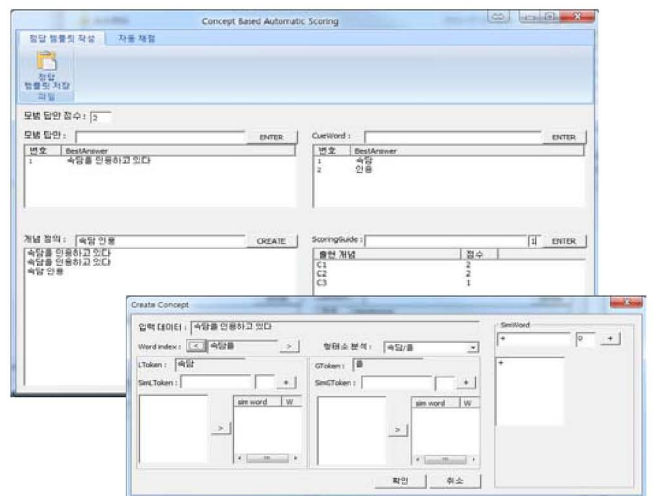 Concept Based Automatic Scoring
정답 템플릿 작성 자동 채점
정답
템플릿 저장
파일
모범 답안 점수 : 2
모범 답안 : ENTER CueWord : ENTER
번호 BestAnswer 번호 BestAnswer
1 속담을 인용하고 있다 1 속담
2 인용
개념 정의 : 속담 인용 CREATE ScoringGuide : 1 ENTER
속담을 인용하고 있다 출현 개념 점수
속담을 인용하고 있다 C1 2
속담 인용 C2 2
C3 1
Create Concept
입력 데이터 : 속담을 인용하고 있다 SimWord
Word index : < 속담을 > 형태소 분석 : 속담/을 + 0 +
LToken : 속담 GToken : 을 +
SimLToken : + SimGToken : +
sim word W sim word W
> >
확인 취소